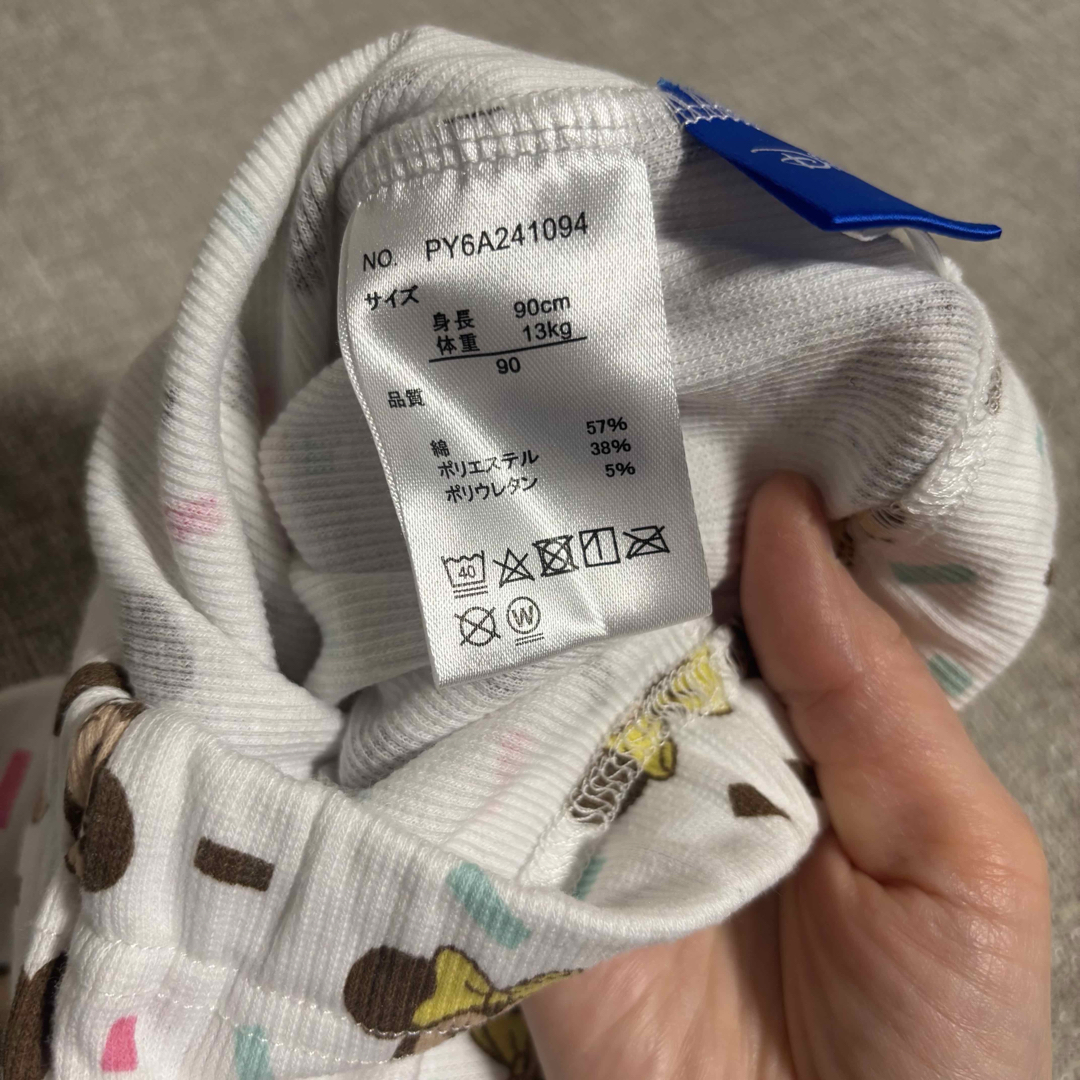 NO. PY6A241094
サイズ
身長 90cm
体重 13kg
90
品質
綿 57%
ポリエステル 38%
ポリウレタン 5%
40
W